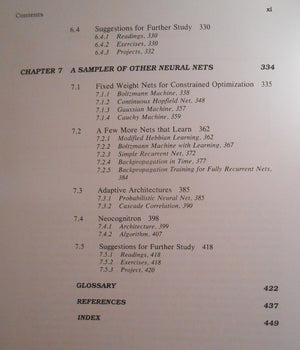 Contents
xi
6.4 Suggestions for Further Study 330
6.4.1 Readings, 330
6.4.2 Exercises, 330
6.4.3 Projects, 332
CHAPTER 7 A SAMPLER OF OTHER NEURAL NETS 334
7.1 Fixed Weight Nets for Constrained Optimization 335
7.1.1 Boltzmann Machine, 338
7.1.2 Continuous Hopfield Net, 348
7.1.3 Gaussian Machine, 357
7.1.4 Cauchy Machine, 359
7.2 A Few More Nets that Learn 362
7.2.1 Modified Hebbian Learning, 362
7.2.2 Boltzmann Machine with Learning, 367
7.2.3 Simple Recurrent Net, 372
7.2.4 Backpropagation in Time, 377
7.2.5 Backpropagation Training for Fully Recurrent Nets,
384
7.3 Adaptive Architectures 385
7.3.1 Probabilistic Neural Net, 385
7.3.2 Cascade Correlation, 390
7.4 Neocognitron 398
7.4.1 Architecture, 399
7.4.2 Algorithm, 407
7.5 Suggestions for Further Study 418
7.5.1 Readings, 418
7.5.2 Exercises, 418
7.5.3 Project, 420
GLOSSARY 422
REFERENCES 437
INDEX 449